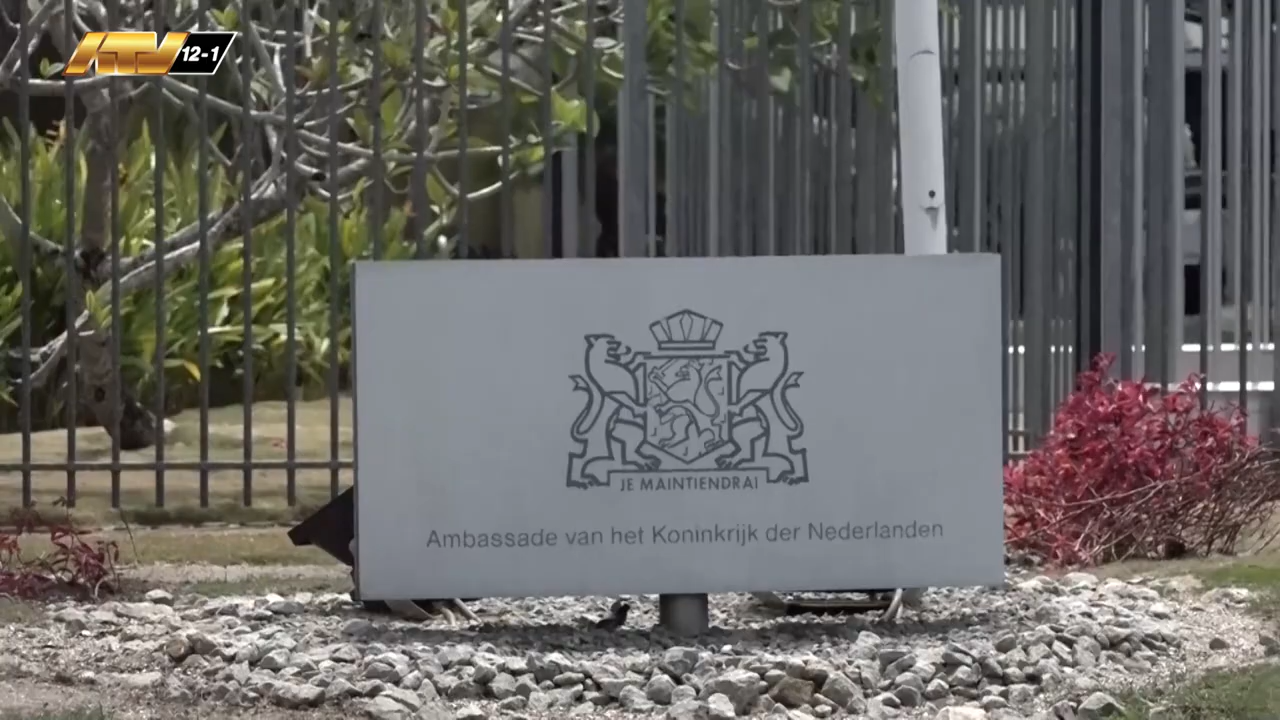 ATV 12-1
JE MAINTIENDRAI
Ambassade van het Koninkrijk der Nederlanden